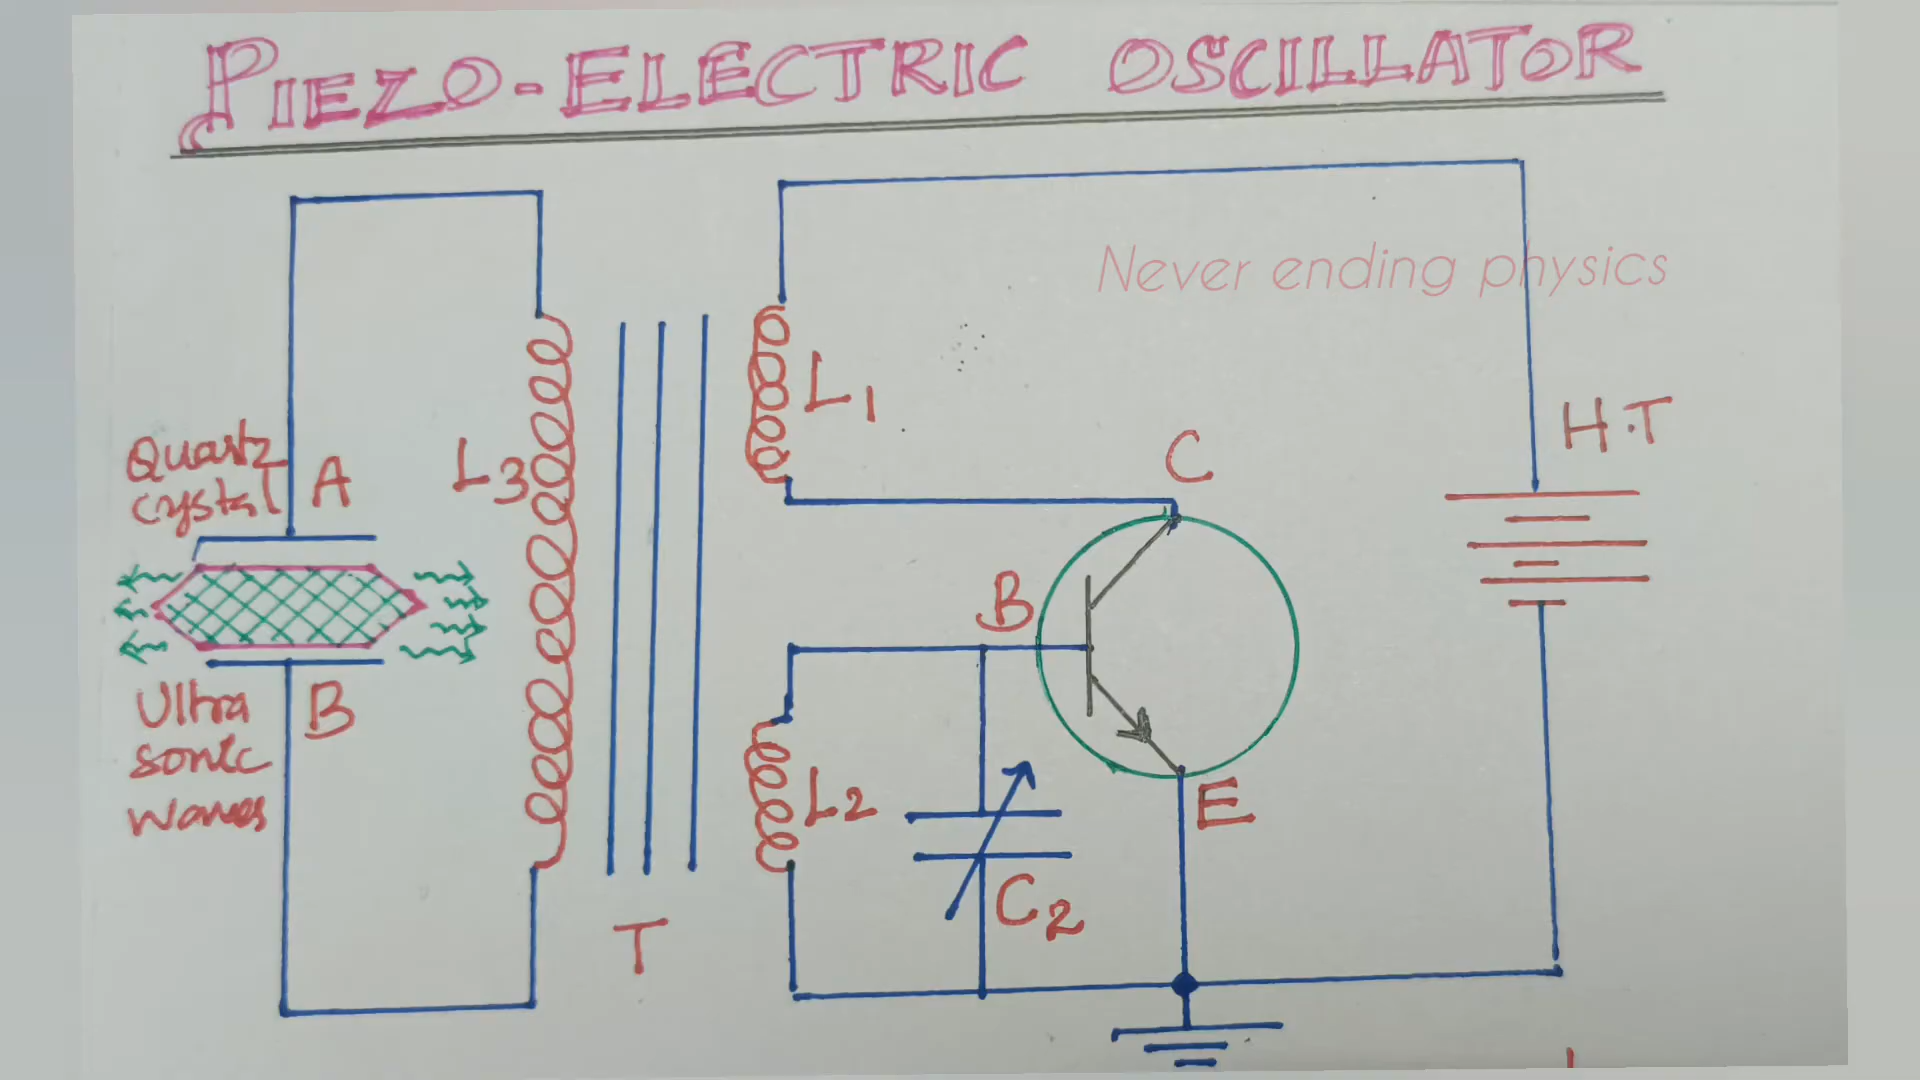 PIEZO-ELECTRIC OSCILLATOR
Never ending physics
L1
H.T
C
Quartz
crystal
A
L3
B
Ultra
sonic
waves
B
L2
E
C2
T